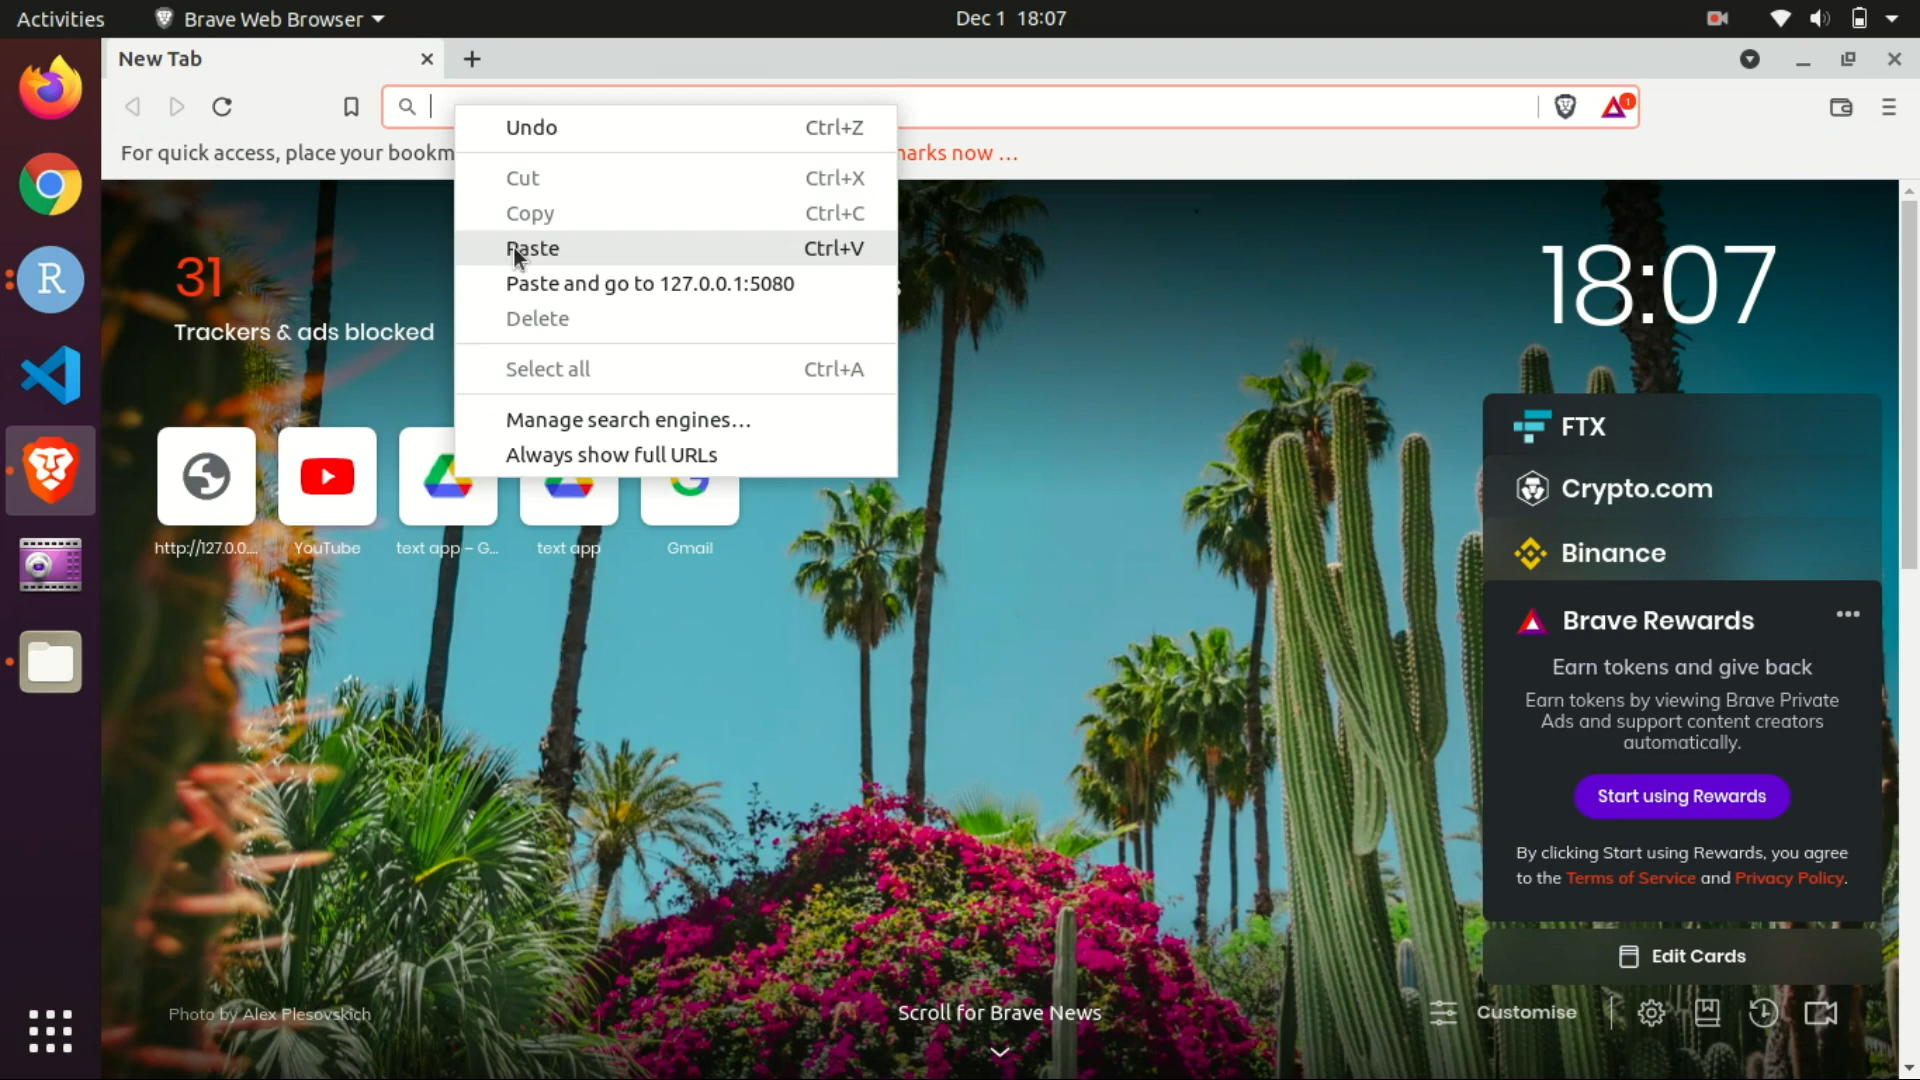 Activities
Brave Web Browser
Dec 1 18:07
New Tab
For quick access, place your bookm
marks now ...
Undo Ctrl+Z
Cut Ctrl+X
Copy Ctrl+C
Paste Ctrl+V
Paste and go to 127.0.0.1:5080
Delete
Select all Ctrl+A
Manage search engines...
Always show full URLs
31
Trackers & ads blocked
18:07
http://127.0.0....
YouTube
text app – G...
text app
Gmail
FTX
Crypto.com
Binance
Brave Rewards
Earn tokens and give back
Earn tokens by viewing Brave Private
Ads and support content creators
automatically.
Start using Rewards
By clicking Start using Rewards, you agree
to the Terms of Service and Privacy Policy.
Edit Cards
Photo by Alex Plesovskich
Scroll for Brave News
Customise
R
1